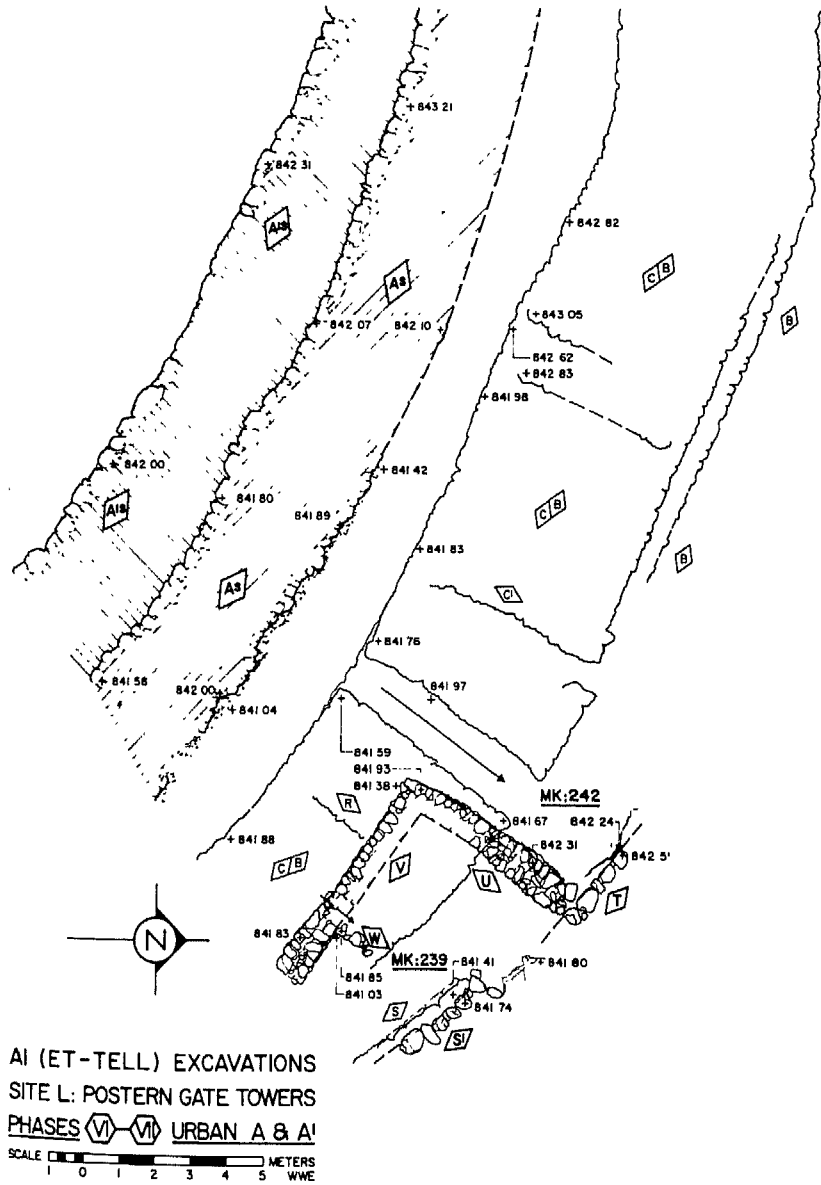 843 21
842 31
A1s
842 82
As
C B
843 05
B
842 07
842 10
842 62
842 83
841 98
842 00
841 42
841 80
A1s
841 89
C B
841 83
B
C1
As
841 76
841 58
842 00
841 97
841 04
841 59
841 93
841 38
MK:242
R
841 67
842 24
841 88
842 31
842 5'
C B
V
U
T
N
841 83
W
MK:239
841 41
841 80
841 85
841 03
841 74
S
S1
AI (ET-TELL) EXCAVATIONS
SITE L: POSTERN GATE TOWERS
PHASES VI-VII URBAN A & A'
SCALE METERS
1 0 1 2 3 4 5 WWE